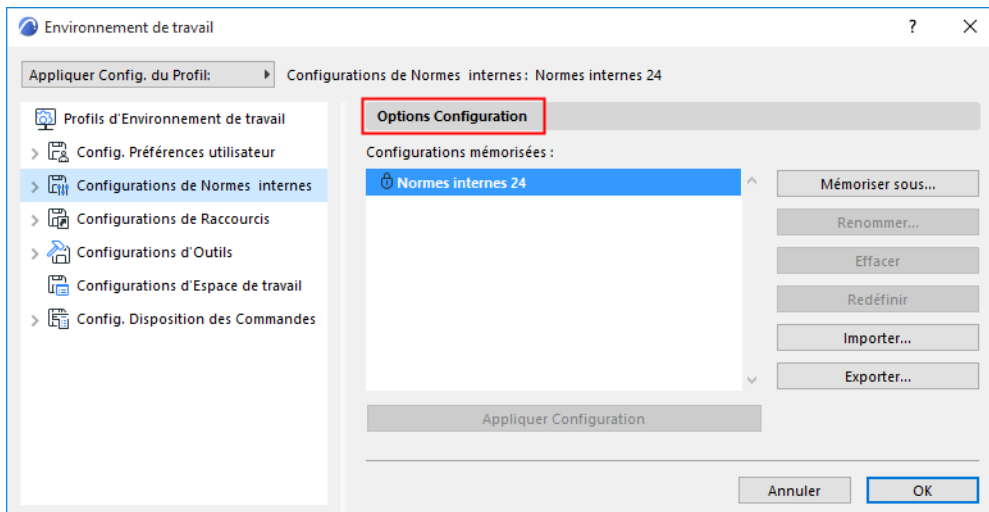 Environnement de travail
Appliquer Config. du Profil:
Configurations de Normes internes : Normes internes 24
Profils d'Environnement de travail
Config. Préférences utilisateur
Configurations de Normes internes
Configurations de Raccourcis
Configurations d'Outils
Configurations d'Espace de travail
Config. Disposition des Commandes
Options Configuration
Configurations mémorisées :
Normes internes 24
Mémoriser sous...
Renommer...
Effacer
Redéfinir
Importer...
Exporter...
Appliquer Configuration
Annuler
OK